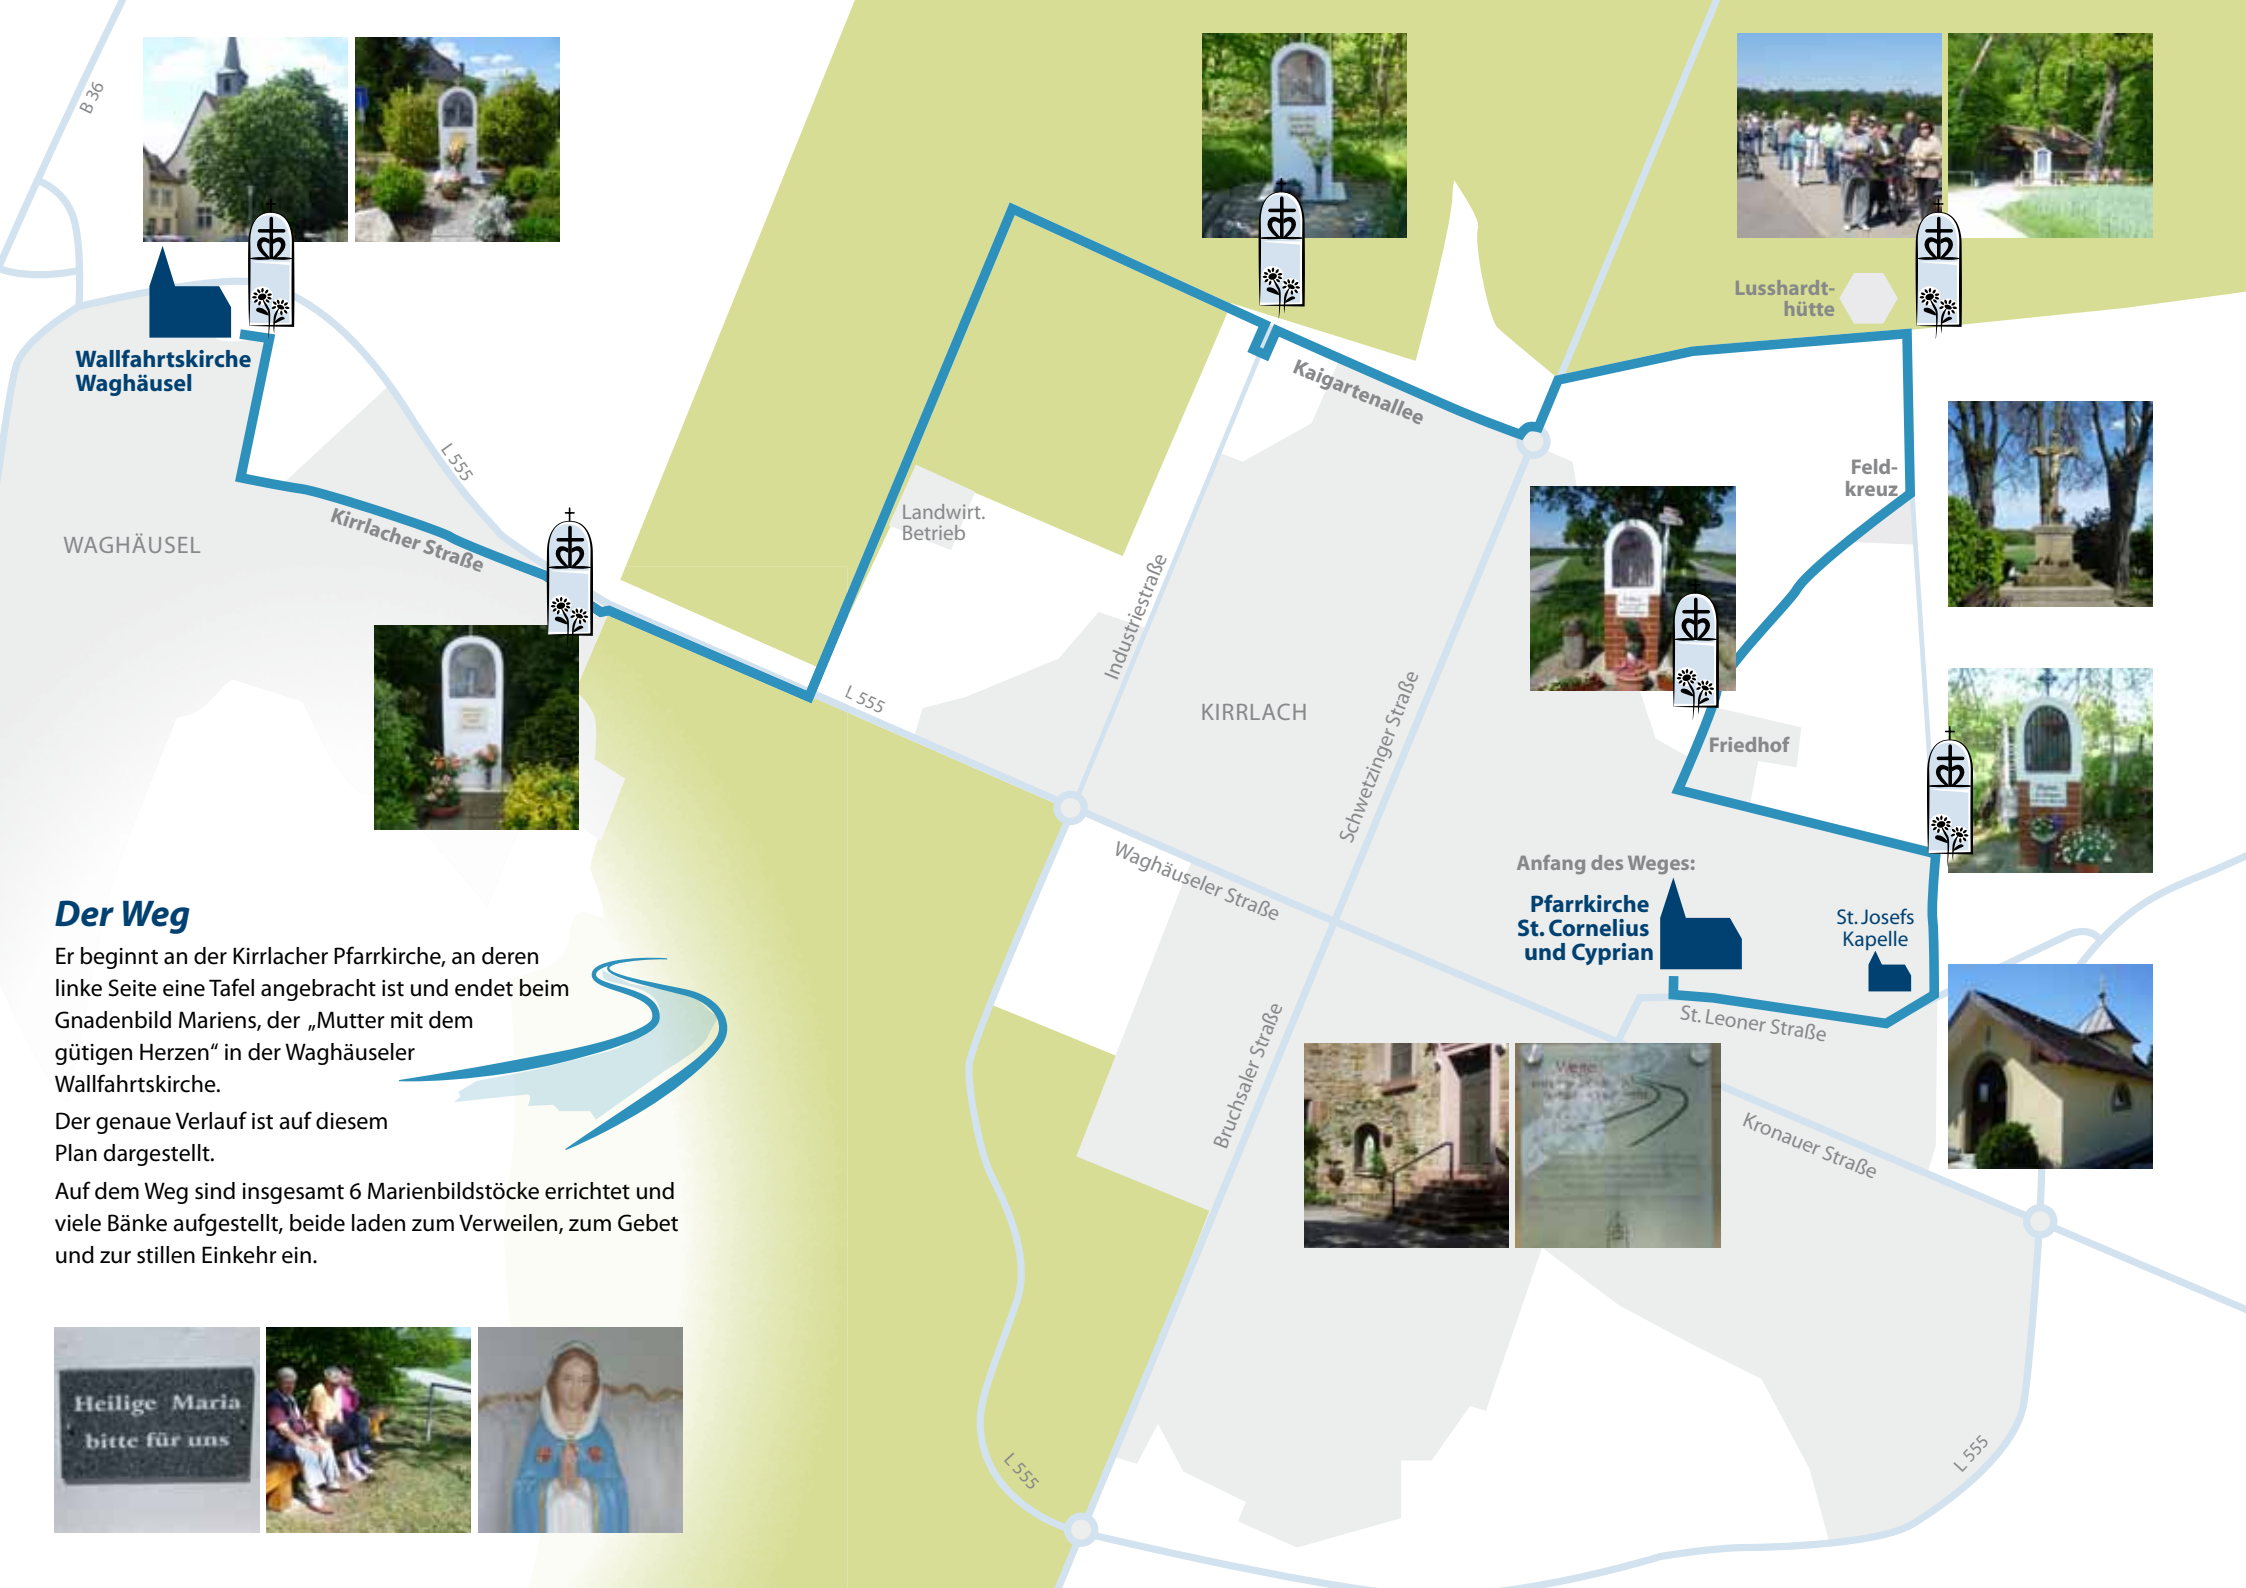 B 36
Wallfahrtskirche
Waghäusel
L 555
WAGHÄUSEL
Kirrlacher Straße
Landwirt.
Betrieb
L 555
Industriestraße
Kaigartenallee
KIRRLACH
Schwetzinger Straße
Lusshardt-
hütte
Feld-
kreuz
Friedhof
Waghäuseler Straße
Anfang des Weges:
Pfarrkirche
St. Cornelius
und Cyprian
St. Josefs
Kapelle
St. Leoner Straße
Bruchsaler Straße
Kronauer Straße
L 555
L 555
Der Weg
Er beginnt an der Kirrlacher Pfarrkirche, an deren
linke Seite eine Tafel angebracht ist und endet beim
Gnadenbild Mariens, der „Mutter mit dem
gütigen Herzen“ in der Waghäuseler
Wallfahrtskirche.
Der genaue Verlauf ist auf diesem
Plan dargestellt.
Auf dem Weg sind insgesamt 6 Marienbildstöcke errichtet und
viele Bänke aufgestellt, beide laden zum Verweilen, zum Gebet
und zur stillen Einkehr ein.
Heilige Maria
bitte für uns